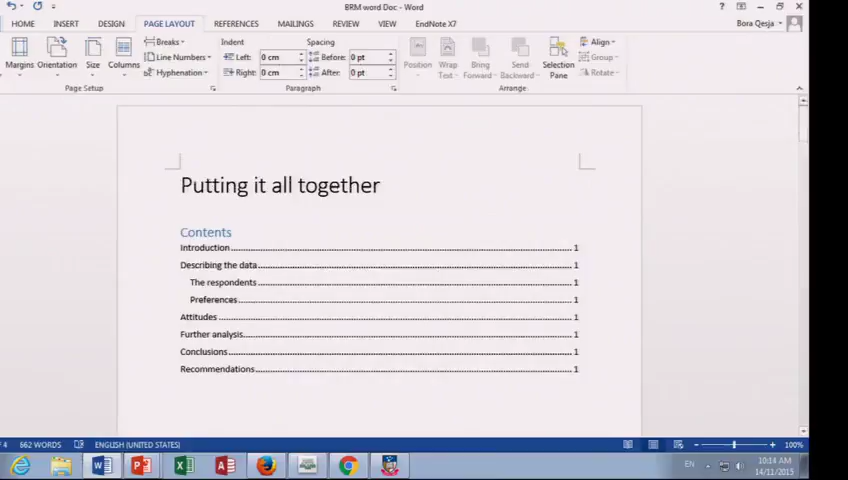 BRM word Doc - Word
HOME INSERT DESIGN PAGE LAYOUT REFERENCES MAILINGS REVIEW VIEW EndNote X7 Bora Qesja
Margins Orientation Size Columns
Breaks
Line Numbers
Hyphenation
Page Setup
Indent Spacing
Left: 0 cm Before: 0 pt
Right: 0 cm After: 0 pt
Paragraph
Position Wrap Text Bring Forward Send Backward Selection Pane
Align
Group
Rotate
Arrange
Putting it all together
Contents
Introduction 1
Describing the data 1
The respondents 1
Preferences 1
Attitudes 1
Further analysis 1
Conclusions 1
Recommendations 1
F 4 662 WORDS ENGLISH (UNITED STATES) 100%
EN 10:14 AM
14/11/2015